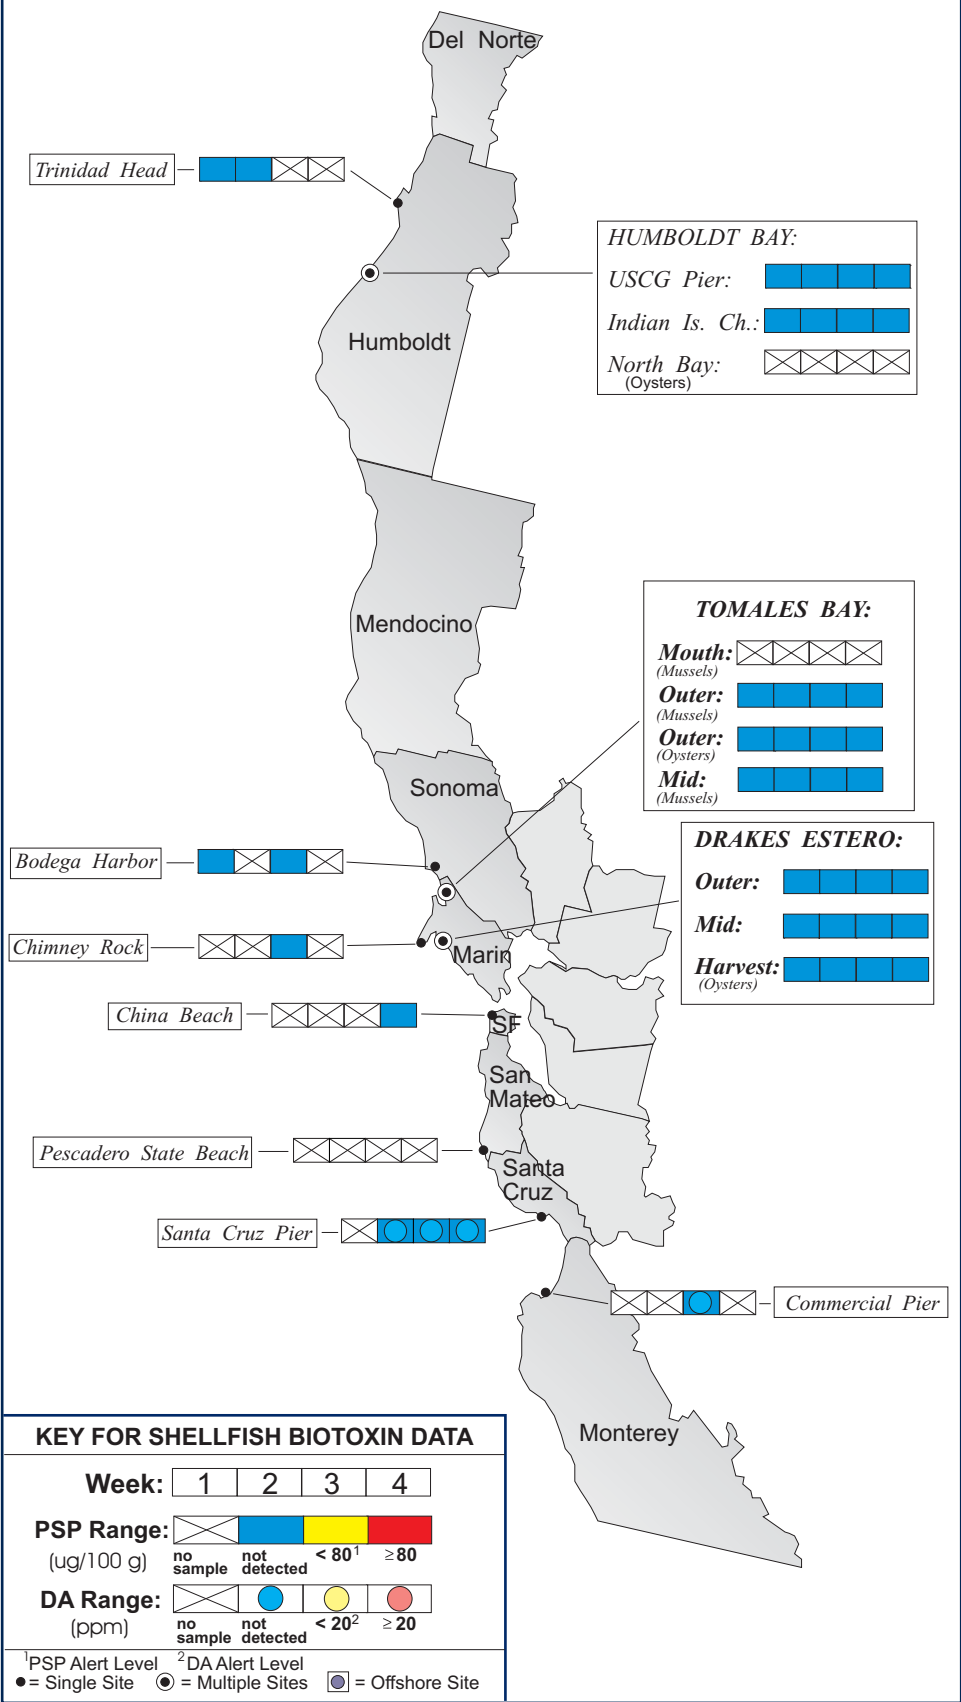 Del Norte
Trinidad Head
HUMBOLDT BAY:
USCG Pier:
Indian Is. Ch.:
North Bay:
(Oysters)
Humboldt
Mendocino
TOMALES BAY:
Mouth:
(Mussels)
Outer:
(Mussels)
Outer:
(Oysters)
Mid:
(Mussels)
Sonoma
DRAKES ESTERO:
Outer:
Mid:
Harvest:
(Oysters)
Bodega Harbor
Chimney Rock
Marin
China Beach
SF
San
Mateo
Pescadero State Beach
Santa
Cruz
Santa Cruz Pier
Commercial Pier
Monterey
KEY FOR SHELLFISH BIOTOXIN DATA
Week: 1 2 3 4
PSP Range:
(ug/100 g)
no sample not detected < 80¹ ≥80
DA Range:
(ppm)
no sample not detected < 20² ≥ 20
¹PSP Alert Level ²DA Alert Level
= Single Site = Multiple Sites = Offshore Site